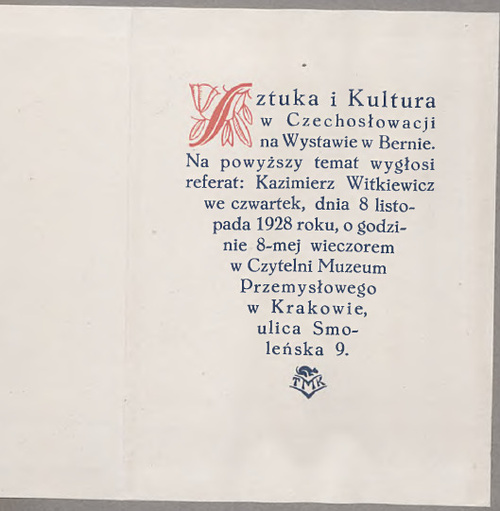 Sztuka i Kultura
w Czechosłowacji
na Wystawie w Bernie.
Na powyższy temat wygłosi
referat: Kazimierz Witkiewicz
we czwartek, dnia 8 listo-
pada 1928 roku, o godzi-
nie 8-mej wieczorem
w Czytelni Muzeum
Przemysłowego
w Krakowie,
ulica Smo-
leńska 9.
TMK